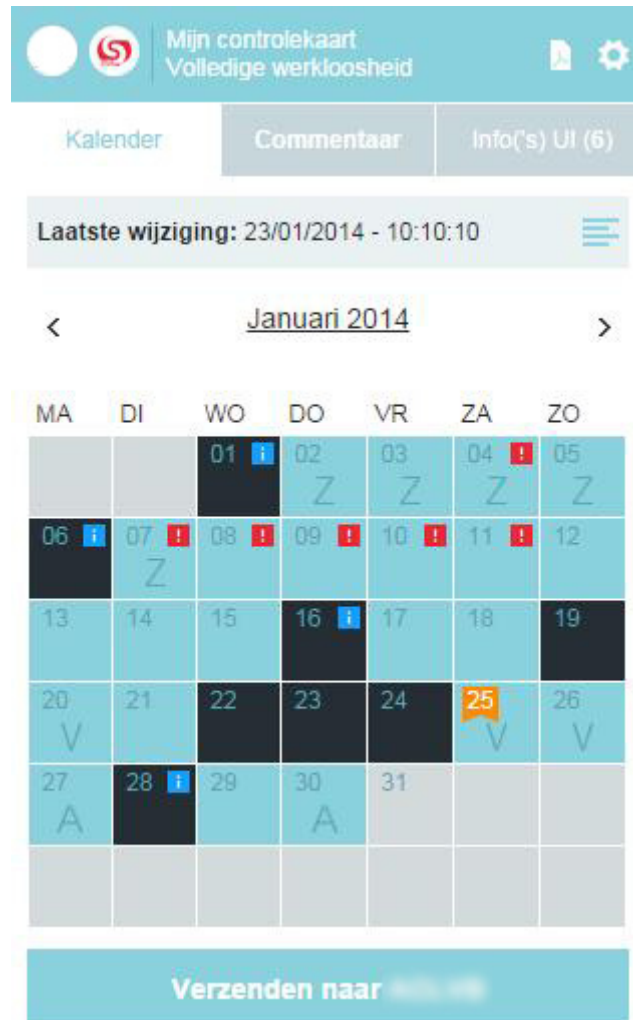 Mijn controlekaart
Volledige werkloosheid
Kalender Commentaar Info('s) UI (6)
Laatste wijziging: 23/01/2014 - 10:10:10
< Januari 2014 >
MA DI WO DO VR ZA ZO
01 i 02 03 04 ! 05
Z Z Z Z
06 i 07 ! 08 ! 09 ! 10 ! 11 ! 12
Z
13 14 15 16 i 17 18 19
20 21 22 23 24 25 26
V V V
27 28 i 29 30 31
A A
Verzenden naar